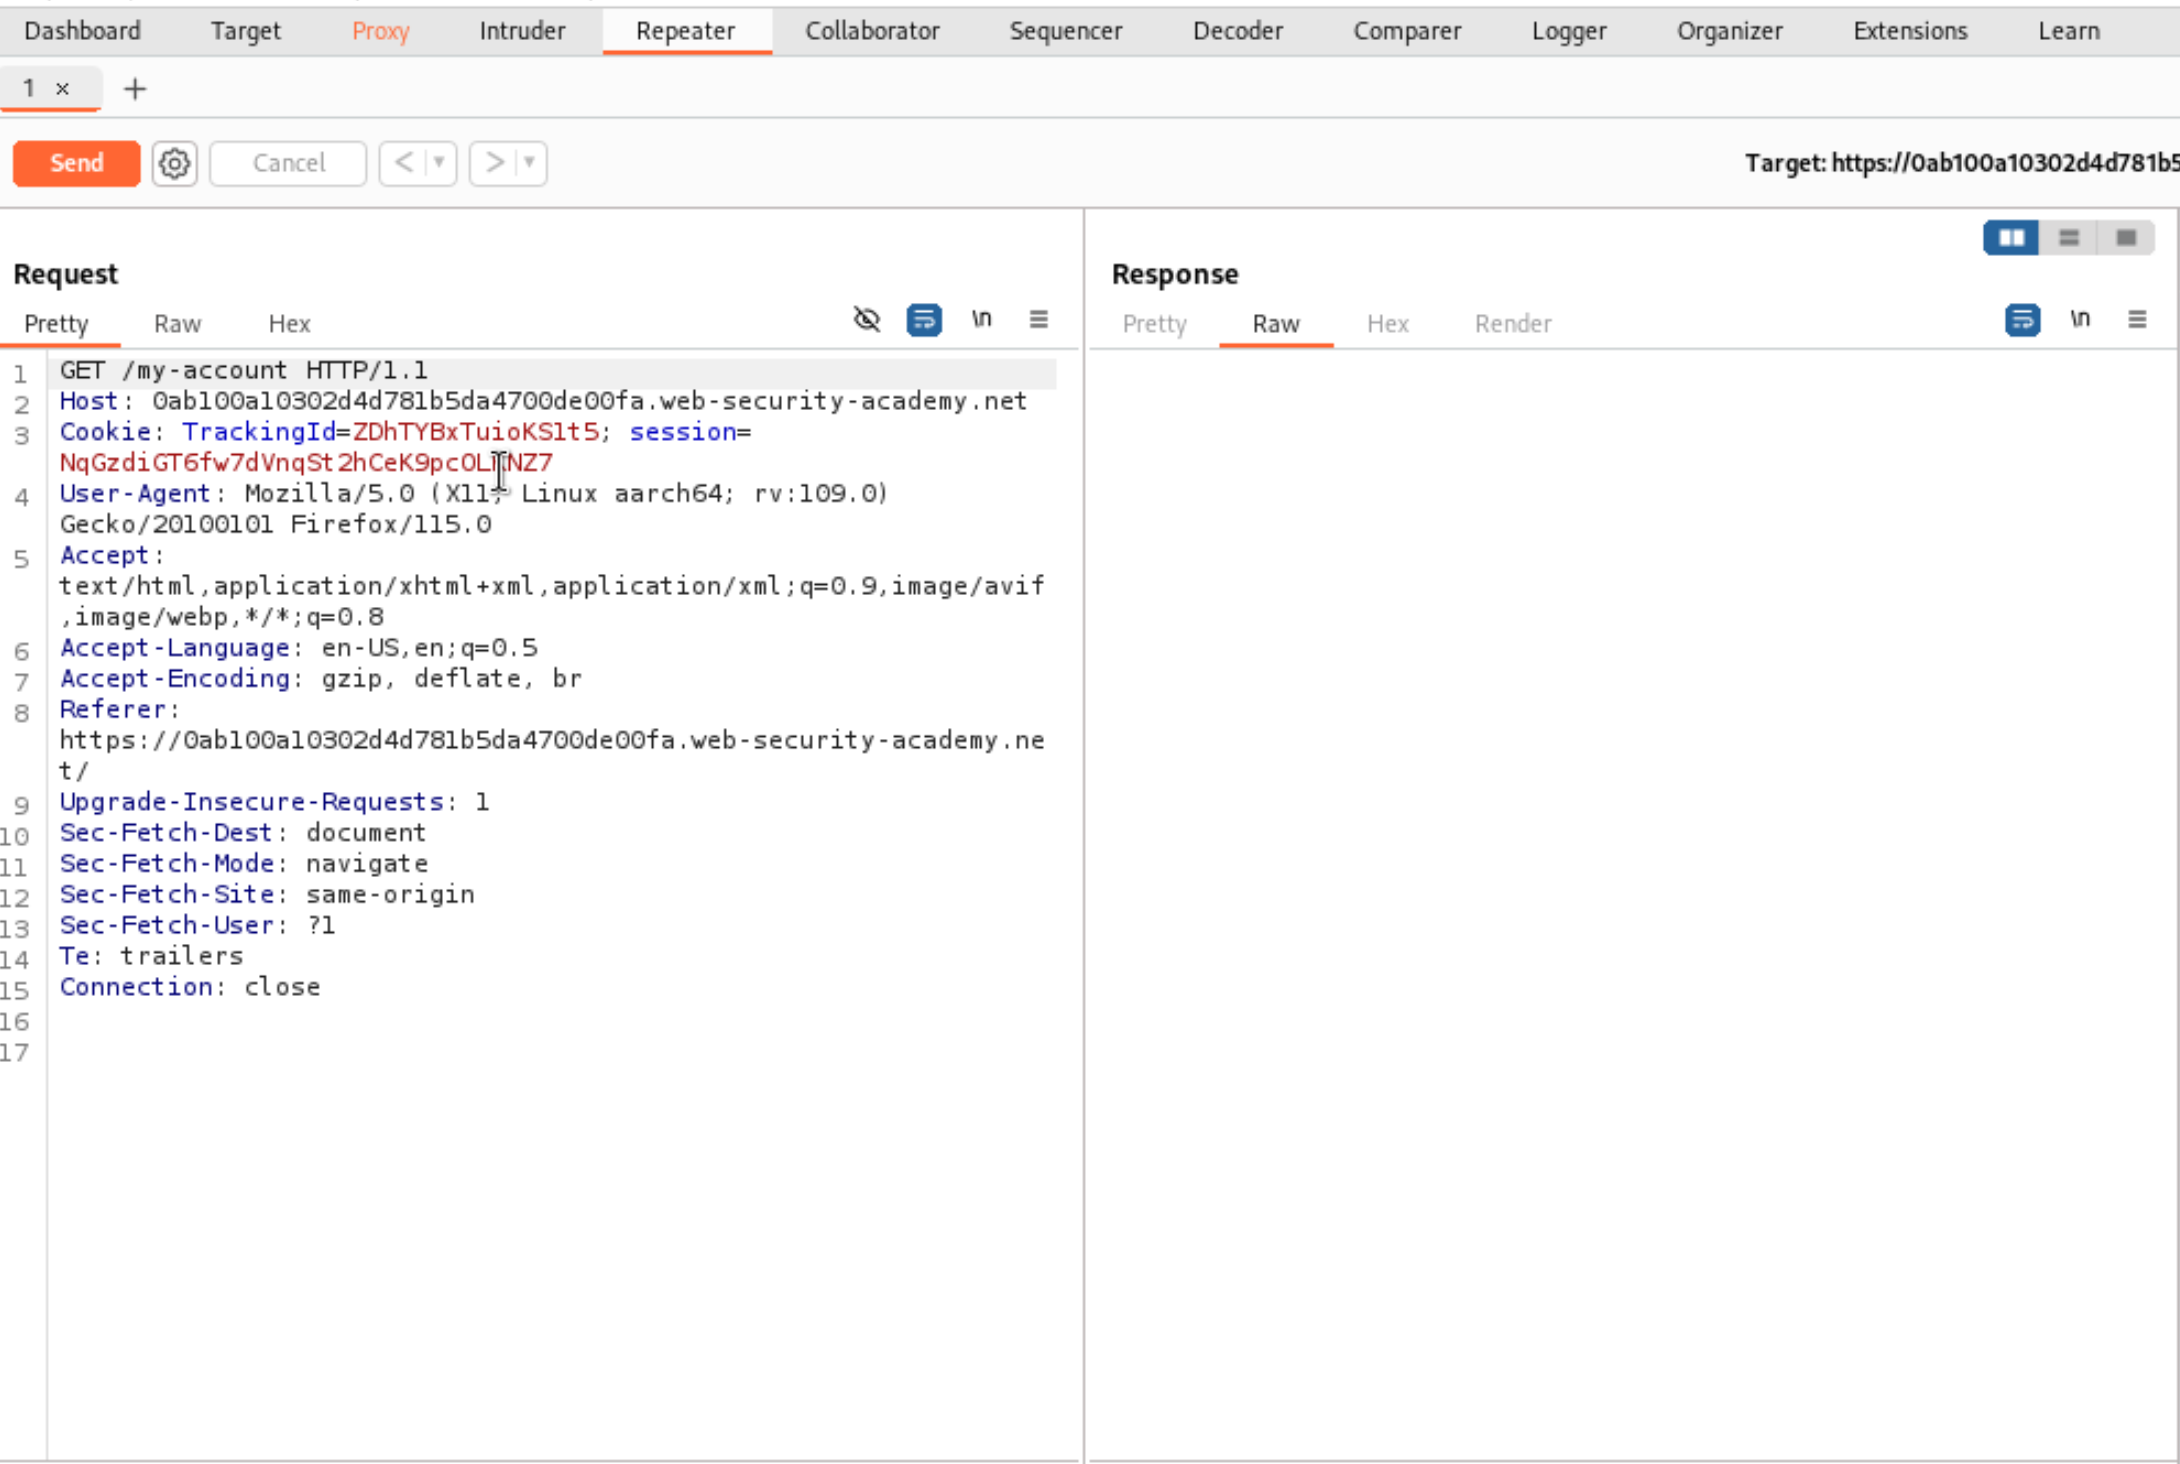 Dashboard Target Proxy Intruder Repeater Collaborator Sequencer Decoder Comparer Logger Organizer Extensions Learn
1 × +
Send Cancel < > Target: https://0ab100a10302d4d781b5
Request
Pretty Raw Hex \n
1 GET /my-account HTTP/1.1
2 Host: 0ab100a10302d4d781b5da4700de00fa.web-security-academy.net
3 Cookie: TrackingId=ZDhTYBxTuioKSlt5; session=
4 User-Agent: Mozilla/5.0 (X11; Linux aarch64; rv:109.0)
Gecko/20100101 Firefox/115.0
5 Accept:
text/html,application/xhtml+xml,application/xml;q=0.9,image/avif
,image/webp,*/*;q=0.8
6 Accept-Language: en-US,en;q=0.5
7 Accept-Encoding: gzip, deflate, br
8 Referer:
https://0ab100a10302d4d781b5da4700de00fa.web-security-academy.ne
t/
9 Upgrade-Insecure-Requests: 1
10 Sec-Fetch-Dest: document
11 Sec-Fetch-Mode: navigate
12 Sec-Fetch-Site: same-origin
13 Sec-Fetch-User: ?1
14 Te: trailers
15 Connection: close
16
17
Response
Pretty Raw Hex Render \n